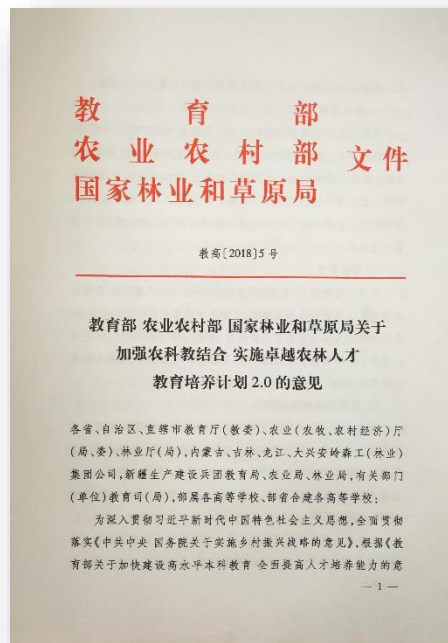 教育部
农业农村部 文件
国家林业和草原局
教高〔2018〕5号
教育部 农业农村部 国家林业和草原局关于
加强农科教结合 实施卓越农林人才
教育培养计划2.0的意见
各省、自治区、直辖市教育厅(教委)、农业(农牧、农村经济)厅
(局、委)、林业厅(局),内蒙古、吉林、龙江、大兴安岭森工(林业)
集团公司,新疆生产建设兵团教育局、农业局、林业局,有关部门
(单位)教育司(局),部属各高等学校、部省合建各高等学校:
为深入贯彻习近平新时代中国特色社会主义思想,全面贯彻
落实《中共中央 国务院关于实施乡村振兴战略的意见》,根据《教
育部关于加快建设高水平本科教育 全面提高人才培养能力的意
— 1 —